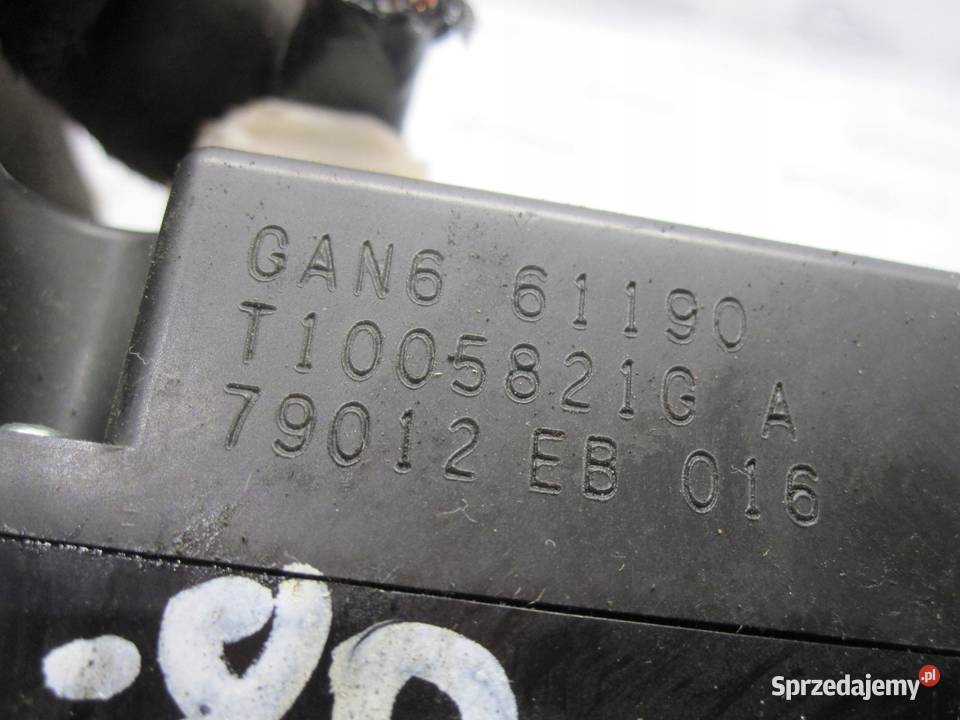 GAN6 61190
T1005821G A
79012 EB 016
Sprzedajemy.pl